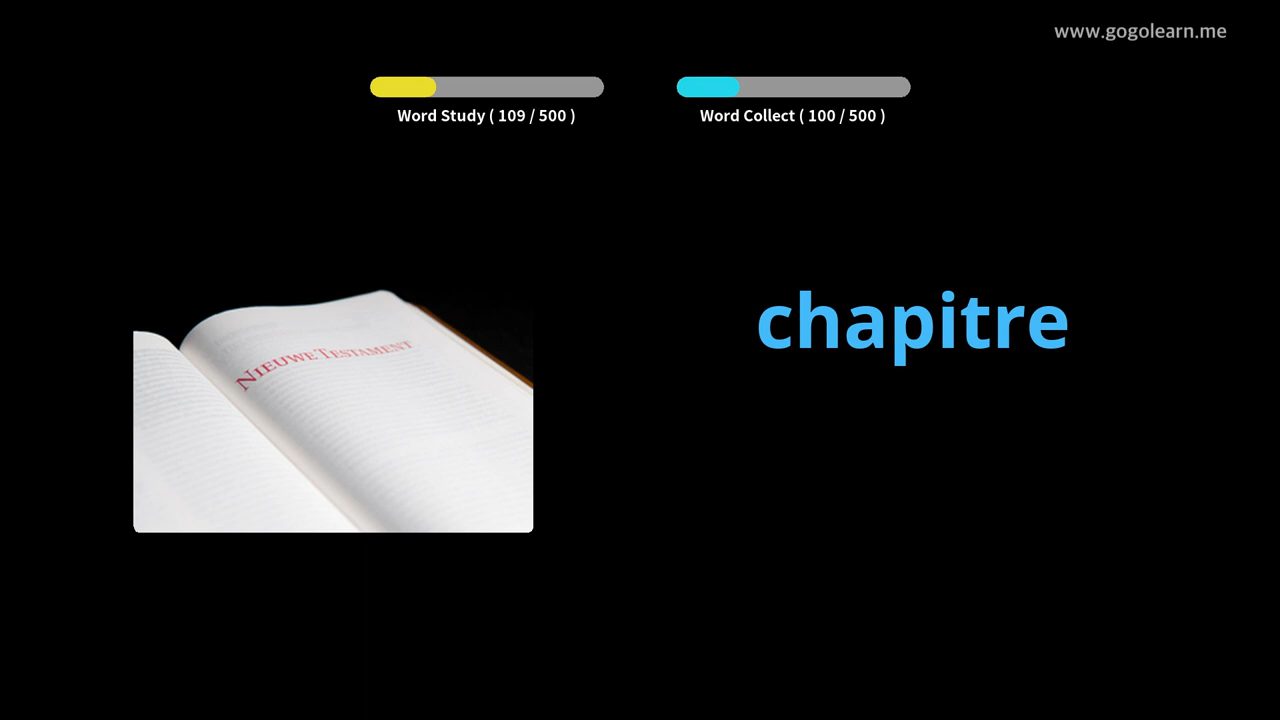 www.gogolearn.me
Word Study ( 109 / 500 )
Word Collect ( 100 / 500 )
NIEUWE TESTAMENT
chapitre